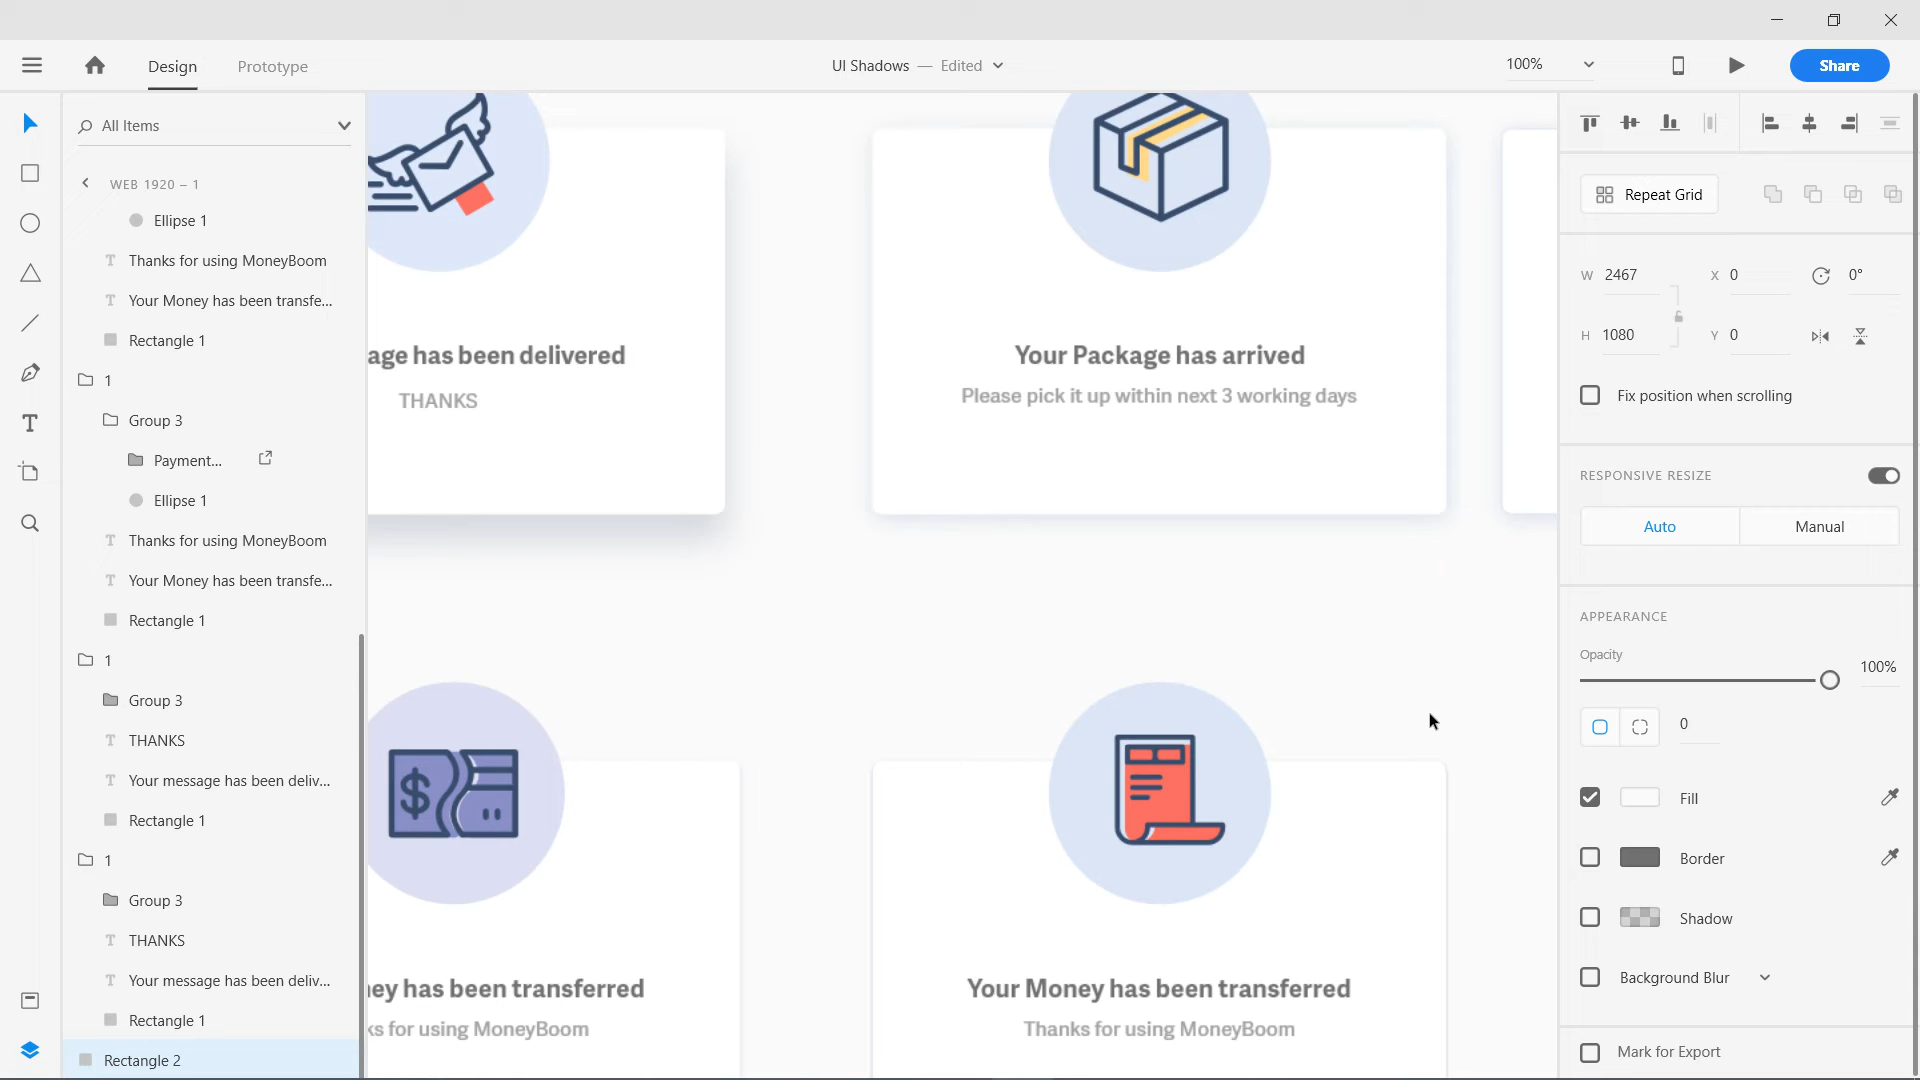 Design
Prototype
UI Shadows — Edited
100%
Share
All Items
WEB 1920 – 1
Ellipse 1
Thanks for using MoneyBoom
Your Money has been transfe...
Rectangle 1
1
Group 3
Payment...
Ellipse 1
Thanks for using MoneyBoom
Your Money has been transfe...
Rectangle 1
1
Group 3
THANKS
Your message has been deliv...
Rectangle 1
1
Group 3
THANKS
Your message has been deliv...
Rectangle 1
Rectangle 2
age has been delivered
THANKS
Your Package has arrived
Please pick it up within next 3 working days
$
ey has been transferred
ks for using MoneyBoom
Your Money has been transferred
Thanks for using MoneyBoom
Repeat Grid
W 2467 X 0 0°
H 1080 Y 0
Fix position when scrolling
RESPONSIVE RESIZE
Auto Manual
APPEARANCE
Opacity
100%
0
Fill
Border
Shadow
Background Blur
Mark for Export